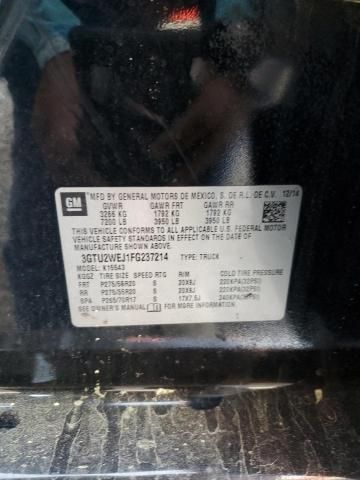 GM
MFD BY GENERAL MOTORS DE MEXICO, S. DE R.L. DE C.V. 12/14
GVWR GAWR FRT GAWR RR
3266 KG 1792 KG 1792 KG
7200 LB 3950 LB 3950 LB
THIS VEHICLE CONFORMS TO ALL APPLICABLE U.S. FEDERAL MOTOR
VEHICLE SAFETY STANDARDS IN EFFECT ON THE DATE OF
MANUFACTURE SHOWN ABOVE.
3GTU2WEJ1FG237214 TYPE: TRUCK
MODEL: K15543
KQGZ TIRE SIZE SPEED RTG RIM COLD TIRE PRESSURE
FRT P275/55R20 S 20X9J 220KPA(32PSI)
RR P275/55R20 S 20X9J 220KPA(32PSI)
SPA P265/70R17 S 17X7.5J 240KPA(35PSI)
SEE OWNER'S MANUAL FOR MORE INFORMATION.